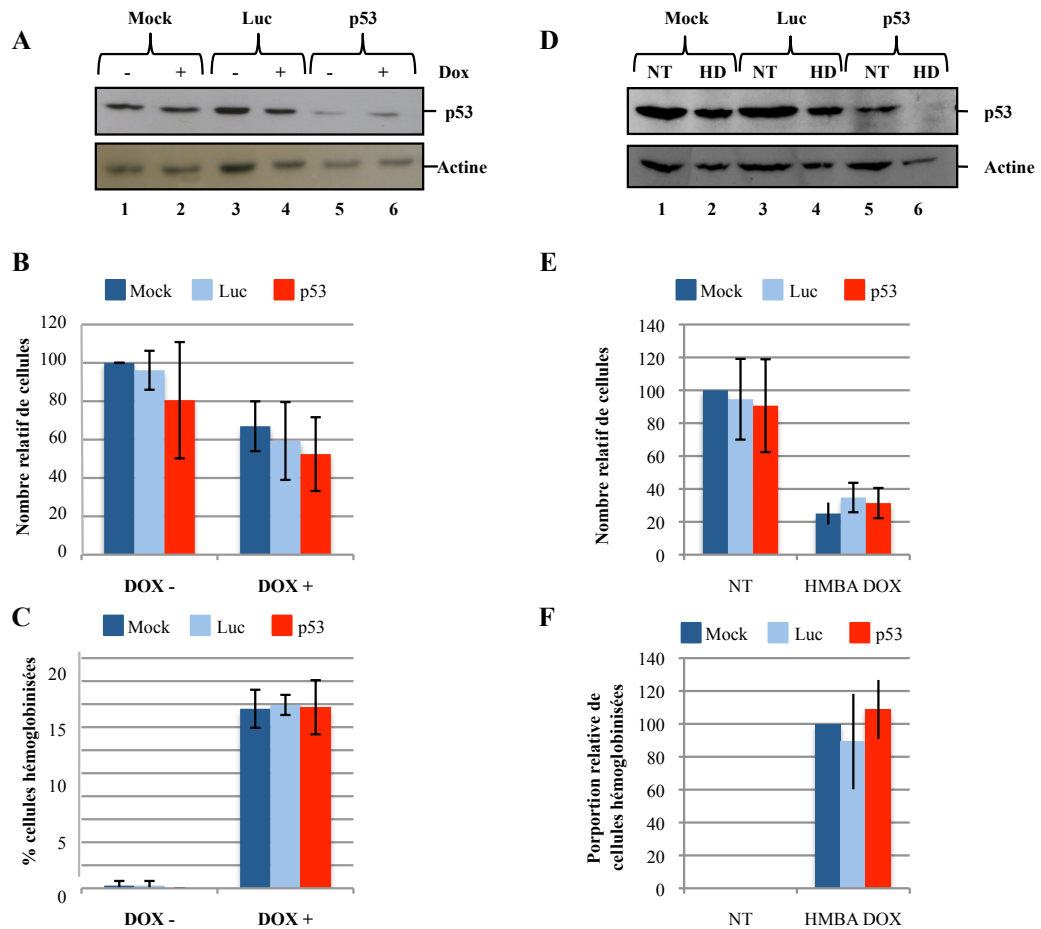 A
Mock Luc p53
- + - + - + Dox
p53
Actine
1 2 3 4 5 6
D
Mock Luc p53
NT HD NT HD NT HD
p53
Actine
1 2 3 4 5 6
B
Mock Luc p53
Nombre relatif de cellules
120
100
80
60
40
20
0
DOX - DOX +
E
Mock Luc p53
Nombre relatif de cellules
140
120
100
80
60
40
20
0
NT HMBA DOX
C
Mock Luc p53
% cellules hémoglobinisées
20
15
10
5
0
DOX - DOX +
F
Mock Luc p53
Porportion relative de
cellules hémoglobinisées
140
120
100
80
60
40
20
0
NT HMBA DOX